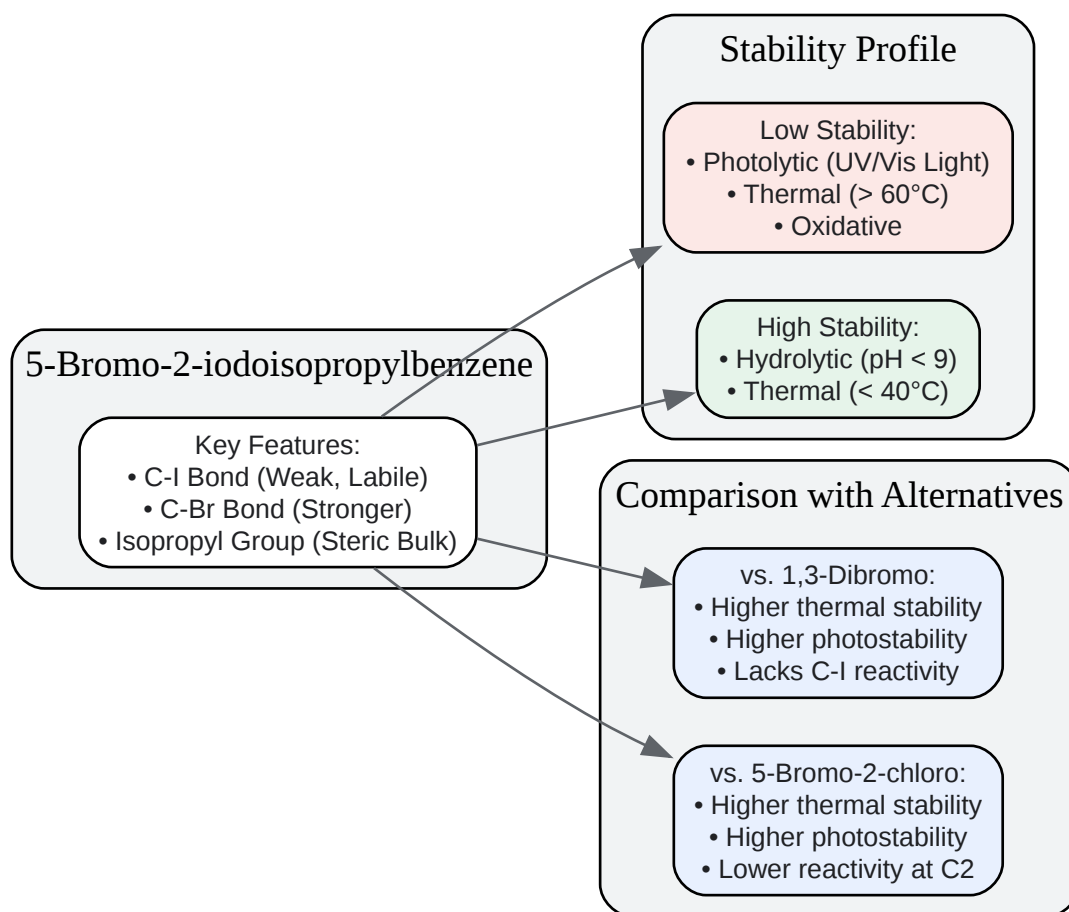 Stability Profile
Low Stability:
• Photolytic (UV/Vis Light)
• Thermal (> 60°C)
• Oxidative
High Stability:
• Hydrolytic (pH < 9)
• Thermal (< 40°C)
5-Bromo-2-iodoisopropylbenzene
Key Features:
• C-I Bond (Weak, Labile)
• C-Br Bond (Stronger)
• Isopropyl Group (Steric Bulk)
Comparison with Alternatives
vs. 1,3-Dibromo:
• Higher thermal stability
• Higher photostability
• Lacks C-I reactivity
vs. 5-Bromo-2-chloro:
• Higher thermal stability
• Higher photostability
• Lower reactivity at C2